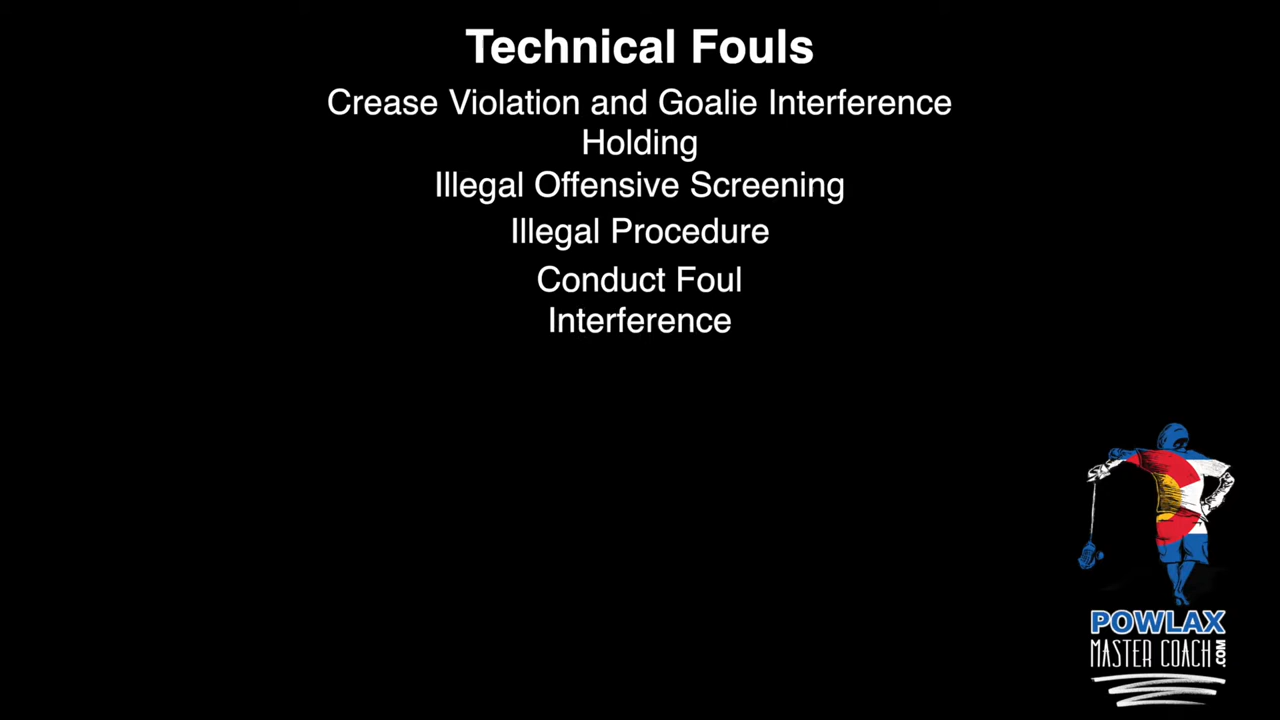 Technical Fouls
Crease Violation and Goalie Interference
Holding
Illegal Offensive Screening
Illegal Procedure
Conduct Foul
Interference
POWLAX
MASTER COACH.COM